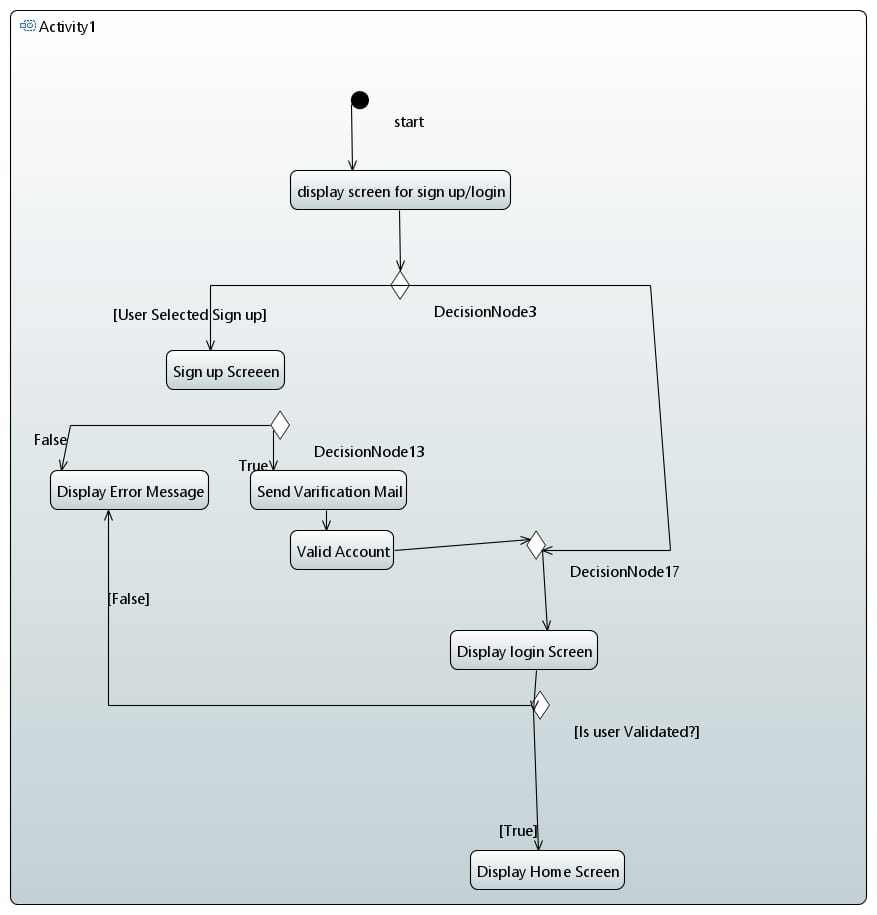 Activity1
start
display screen for sign up/login
DecisionNode3
[User Selected Sign up]
Sign up Screeen
False
True
DecisionNode13
Display Error Message
Send Varification Mail
Valid Account
DecisionNode17
[False]
Display login Screen
[Is user Validated?]
[True]
Display Home Screen